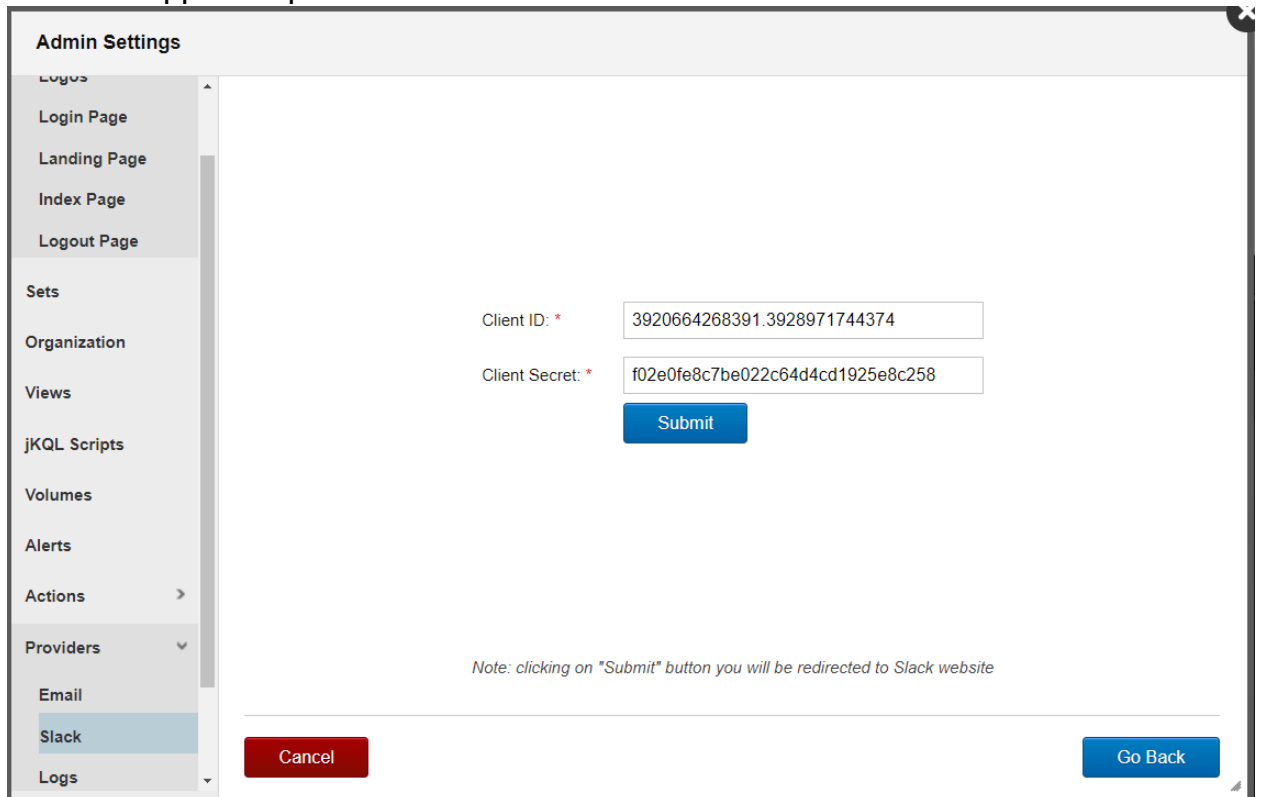 Admin Settings
Logos
Login Page
Landing Page
Index Page
Logout Page
Sets
Organization
Views
jKQL Scripts
Volumes
Alerts
Actions
Providers
Email
Slack
Logs
Client ID: * 3920664268391.3928971744374
Client Secret: * f02e0fe8c7be022c64d4cd1925e8c258
Submit
Note: clicking on "Submit" button you will be redirected to Slack website
Cancel
Go Back